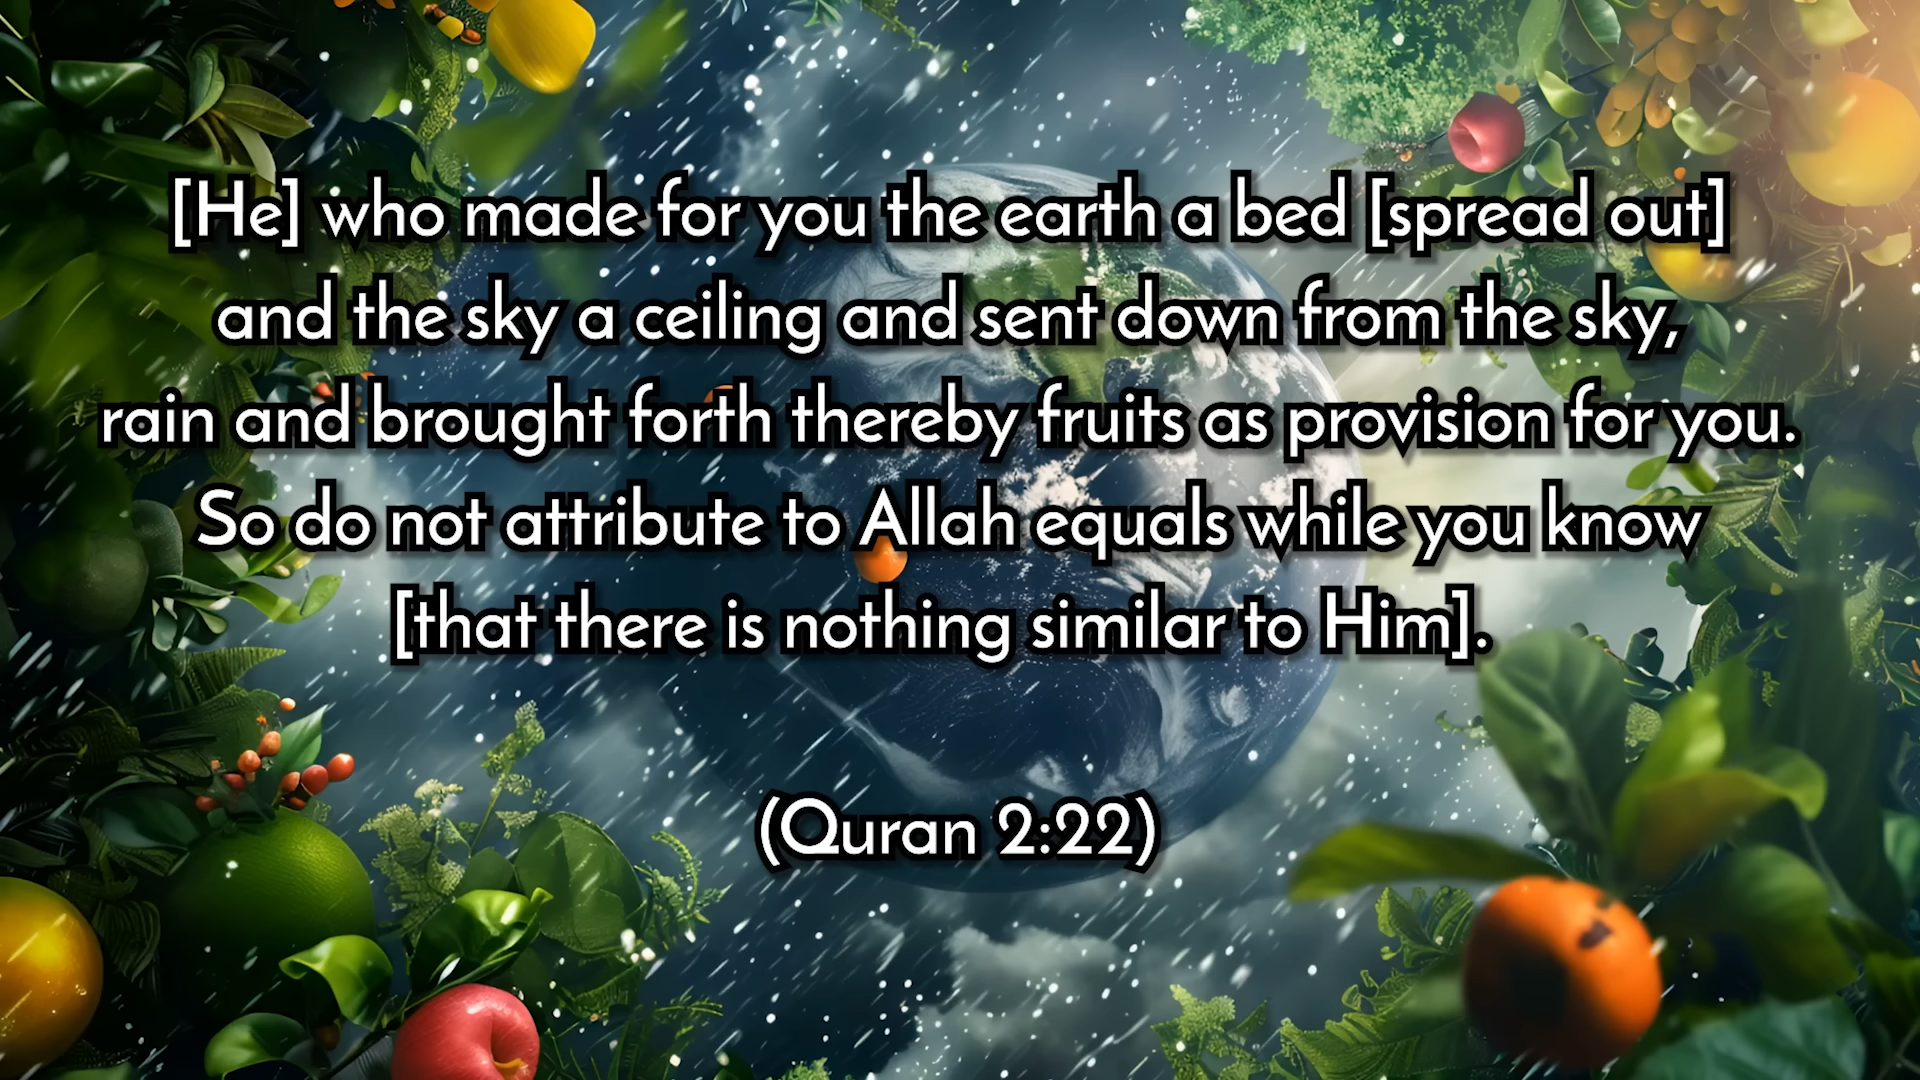 [He] who made for you the earth a bed [spread out]
and the sky a ceiling and sent down from the sky,
rain and brought forth thereby fruits as provision for you.
So do not attribute to Allah equals while you know
[that there is nothing similar to Him].
(Quran 2:22)